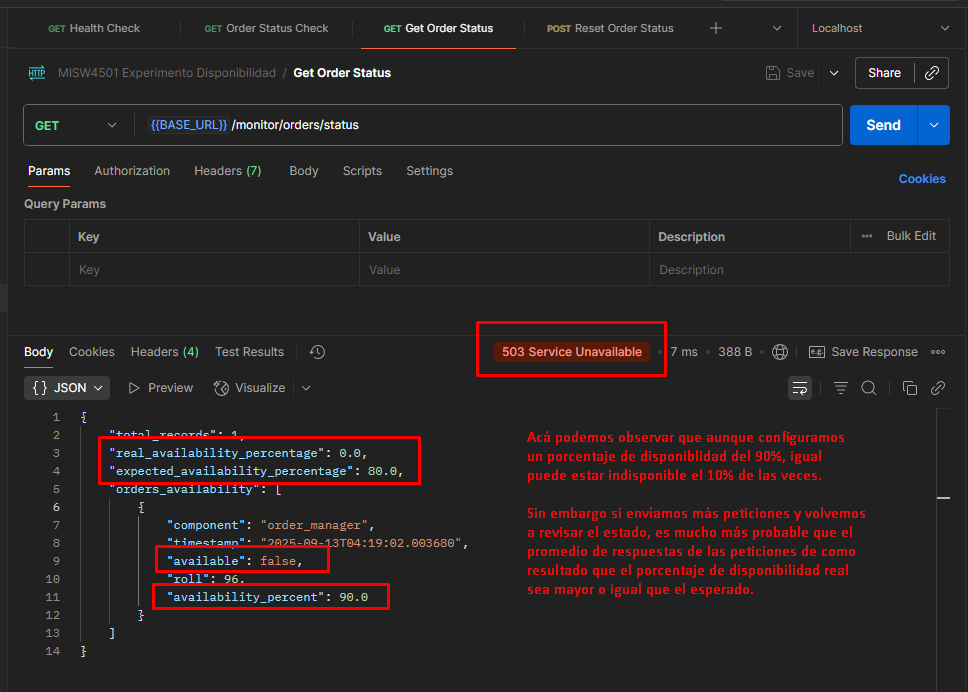 GET Health Check
GET Order Status Check
GET Get Order Status
POST Reset Order Status
Localhost
HTTP MISW4501 Experimento Disponibilidad / Get Order Status
Save
Share
GET
{{BASE_URL}} /monitor/orders/status
Send
Params Authorization Headers (7) Body Scripts Settings
Cookies
Query Params
Key Value Description Bulk Edit
Key Value Description
Body Cookies Headers (4) Test Results
503 Service Unavailable
7 ms
388 B
e.g. Save Response
{} JSON
Preview
Visualize
1 {
2 "total_records": 1,
3 "real_availability_percentage": 0.0,
4 "expected_availability_percentage": 80.0,
5 "orders_availability": [
6 {
7 "component": "order_manager",
8 "timestamp": "2025-09-13T04:19:02.003680",
9 "available": false,
10 "roll": 96,
11 "availability_percent": 90.0
12 }
13 ]
14 }
Acá podemos observar que aunque configuramos
un porcentaje de disponiblidad del 90%, igual
puede estar indisponible el 10% de las veces.
Sin embargo si enviamos más peticiones y volvemos
a revisar el estado, es mucho más probable que el
promedio de respuestas de las peticiones de como
resultado que el porcentaje de disponibilidad real
sea mayor o igual que el esperado.